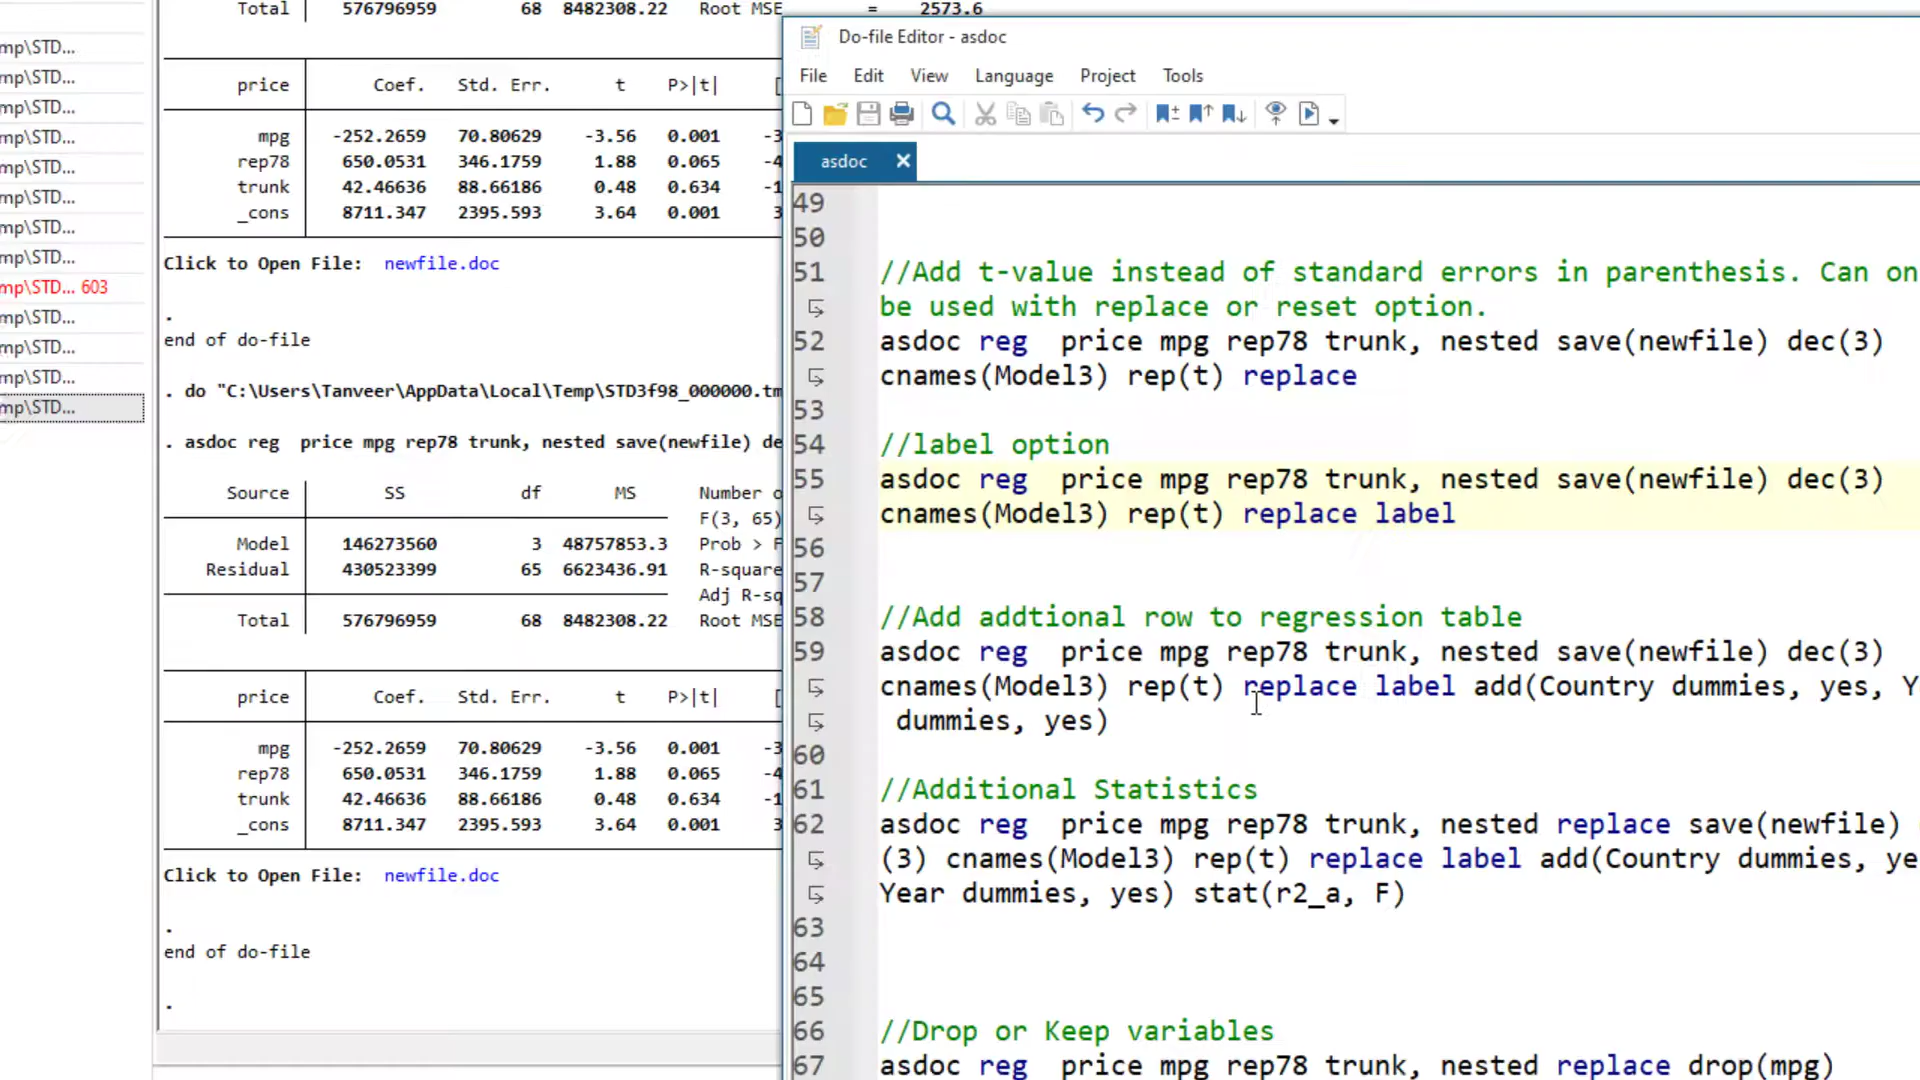 mp\STD...
mp\STD...
mp\STD...
mp\STD...
mp\STD...
mp\STD...
mp\STD...
mp\STD...
mp\STD... 603
mp\STD...
mp\STD...
mp\STD...
mp\STD...
Total 576796959 68 8482308.22 Root MSE = 2573.6
price Coef. Std. Err. t P>|t| [
mpg -252.2659 70.80629 -3.56 0.001 -3
rep78 650.0531 346.1759 1.88 0.065 -4
trunk 42.46636 88.66186 0.48 0.634 -1
_cons 8711.347 2395.593 3.64 0.001 3
Click to Open File: newfile.doc
.
end of do-file
. do "C:\Users\Tanveer\AppData\Local\Temp\STD3f98_000000.tm
. asdoc reg  price mpg rep78 trunk, nested save(newfile) de
Source SS df MS Number o
F(3, 65)
Model 146273560 3 48757853.3 Prob > F
Residual 430523399 65 6623436.91 R-square
Adj R-sq
Total 576796959 68 8482308.22 Root MSE
price Coef. Std. Err. t P>|t| [
mpg -252.2659 70.80629 -3.56 0.001 -3
rep78 650.0531 346.1759 1.88 0.065 -4
trunk 42.46636 88.66186 0.48 0.634 -1
_cons 8711.347 2395.593 3.64 0.001 3
Click to Open File: newfile.doc
.
end of do-file
.
Do-file Editor - asdoc
File Edit View Language Project Tools
asdoc
49
50
51 //Add t-value instead of standard errors in parenthesis. Can on
be used with replace or reset option.
52 asdoc reg  price mpg rep78 trunk, nested save(newfile) dec(3)
cnames(Model3) rep(t) replace
53
54 //label option
55 asdoc reg  price mpg rep78 trunk, nested save(newfile) dec(3)
cnames(Model3) rep(t) replace label
56
57
58 //Add addtional row to regression table
59 asdoc reg  price mpg rep78 trunk, nested save(newfile) dec(3)
cnames(Model3) rep(t) replace label add(Country dummies, yes, Y
dummies, yes)
60
61 //Additional Statistics
62 asdoc reg  price mpg rep78 trunk, nested replace save(newfile)
(3) cnames(Model3) rep(t) replace label add(Country dummies, ye
Year dummies, yes) stat(r2_a, F)
63
64
65
66 //Drop or Keep variables
67 asdoc reg  price mpg rep78 trunk, nested replace drop(mpg)